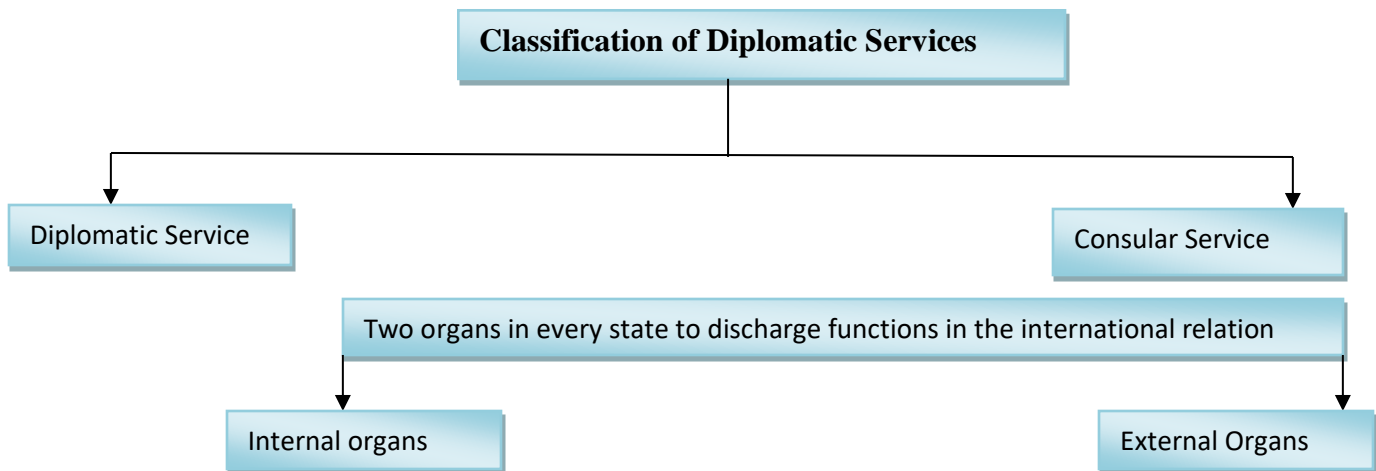 Classification of Diplomatic Services
Diplomatic Service
Consular Service
Two organs in every state to discharge functions in the international relation
Internal organs
External Organs